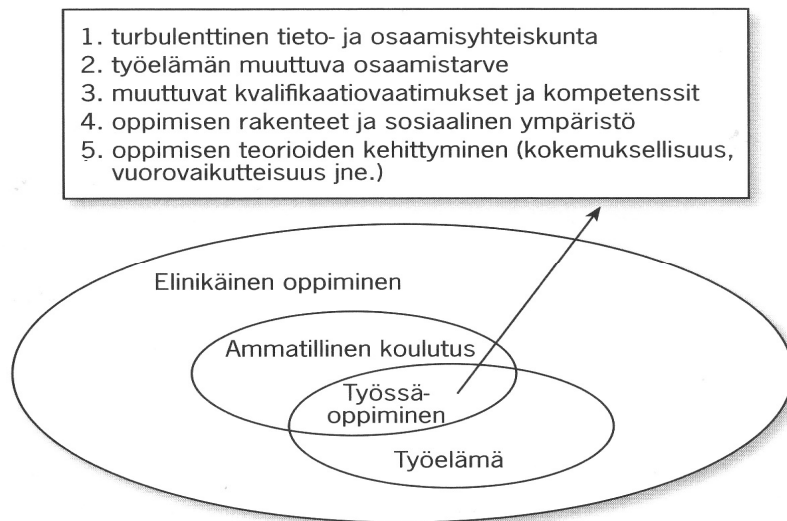 1. turbulenttinen tieto- ja osaamisyhteiskunta
2. työelämän muuttuva osaamistarve
3. muuttuvat kvalifikaatiovaatimukset ja kompetenssit
4. oppimisen rakenteet ja sosiaalinen ympäristö
5. oppimisen teorioiden kehittyminen (kokemuksellisuus,
vuorovaikutteisuus jne.)
Elinikäinen oppiminen
Ammatillinen koulutus
Työssä-
oppiminen
Työelämä